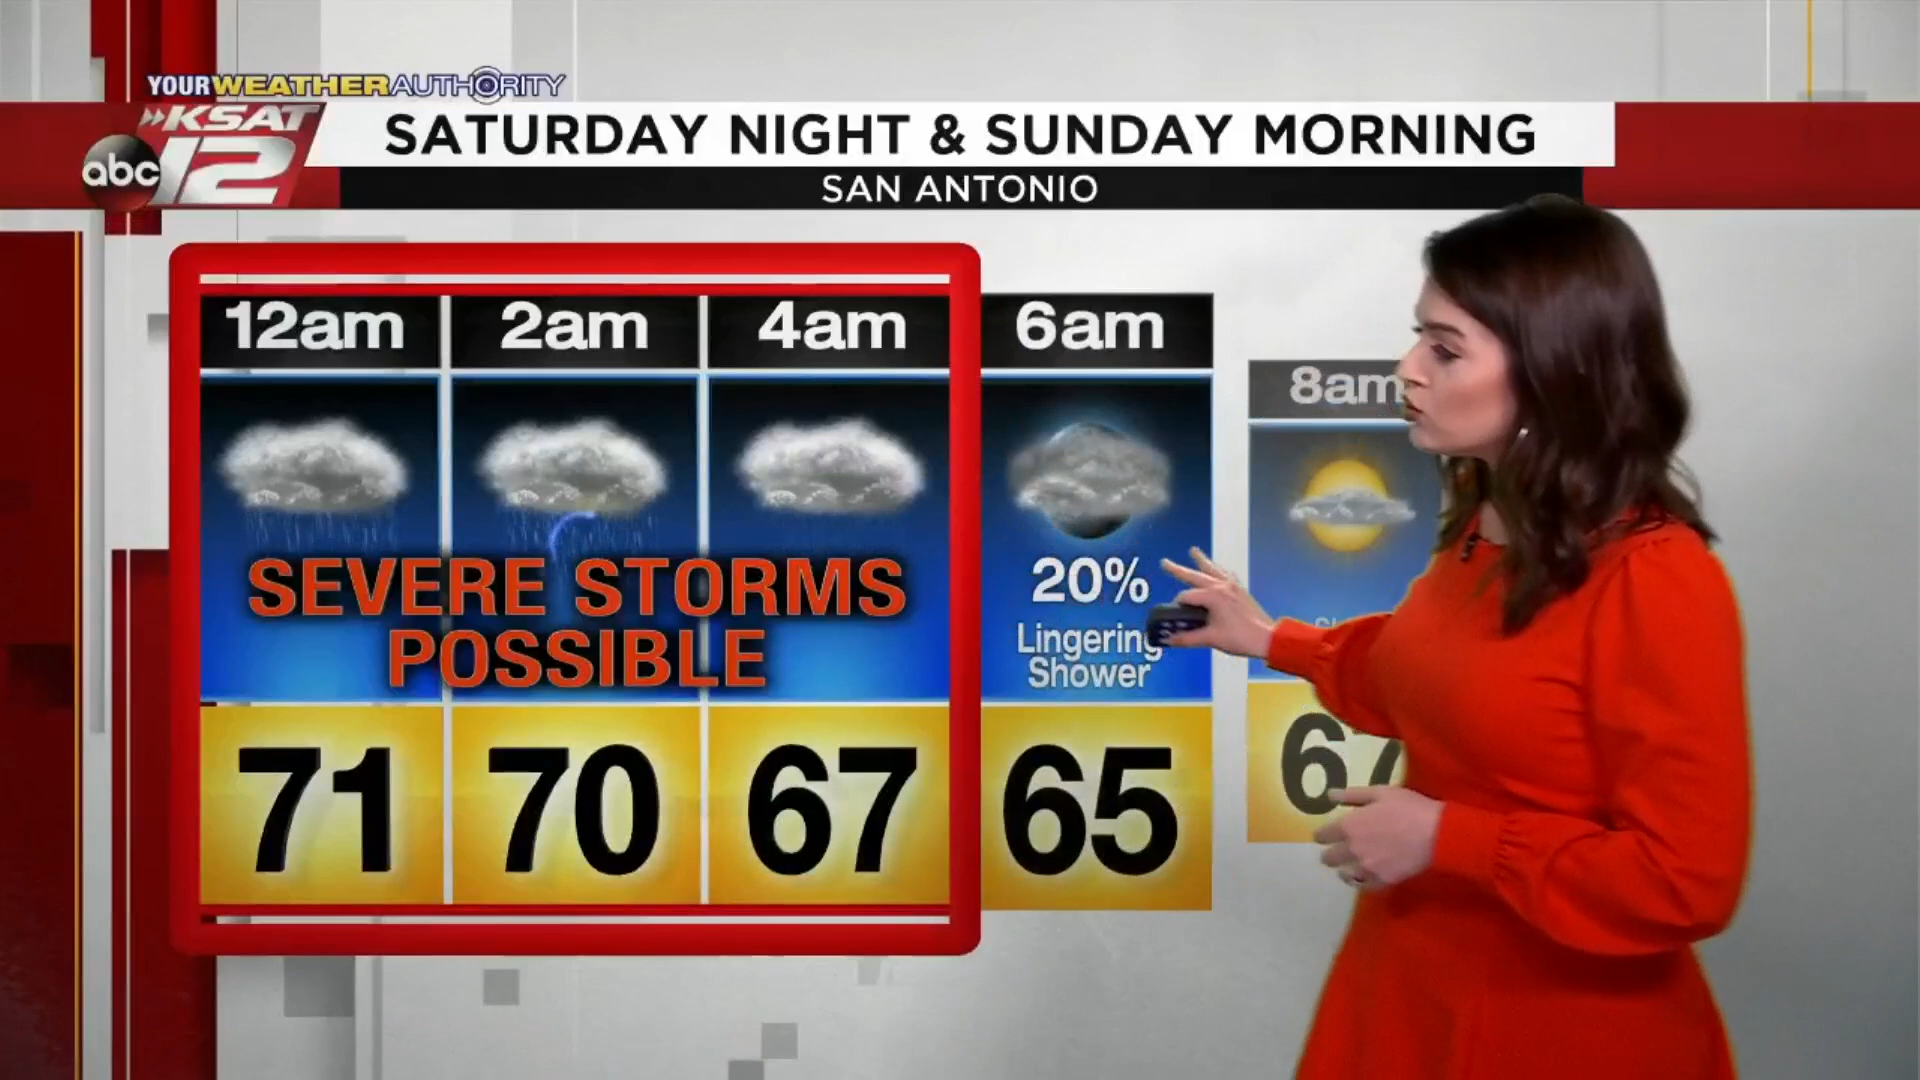 YOUR WEATHER AUTHORITY
KSAT
abc 12
SATURDAY NIGHT & SUNDAY MORNING
SAN ANTONIO
12am 2am 4am 6am 8am
SEVERE STORMS
POSSIBLE
20%
Lingering
Shower
71 70 67 65 67